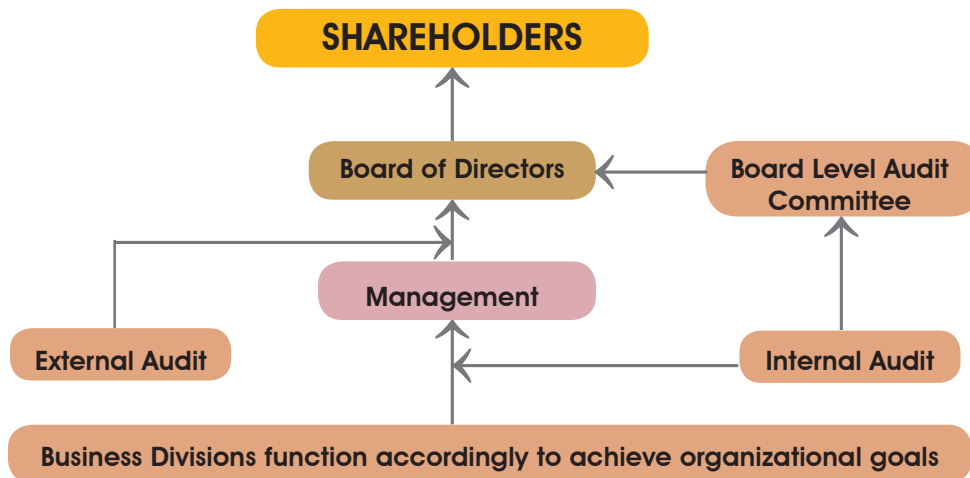 SHAREHOLDERS
Board of Directors
Board Level Audit
Committee
Management
External Audit
Internal Audit
Business Divisions function accordingly to achieve organizational goals